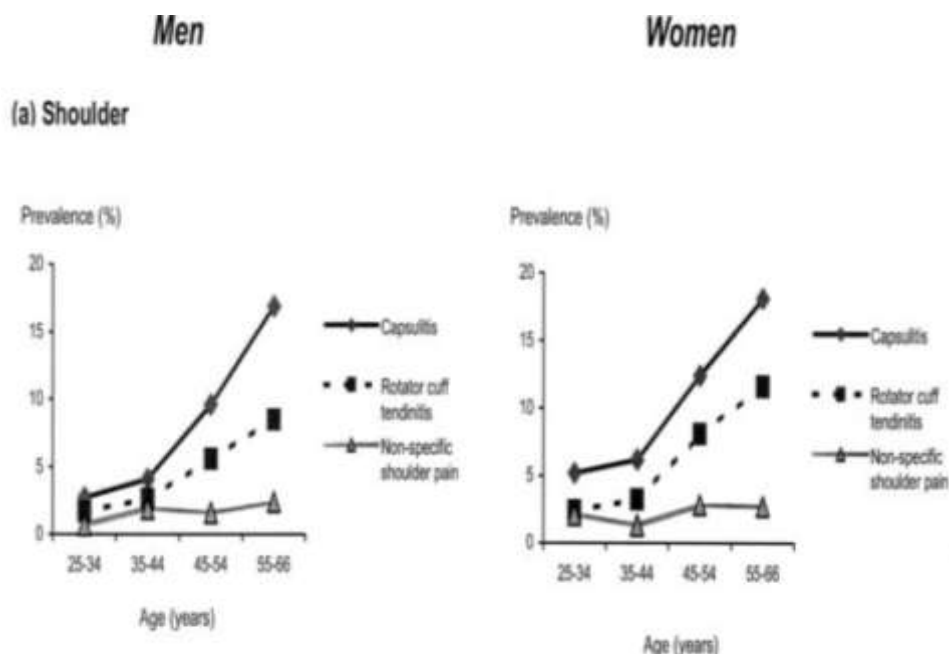 Men
Women
(a) Shoulder
Prevalence (%)
20
15
10
5
0
25-34
35-44
45-54
55-66
Age (years)
Capsulitis
Rotator cuff
tendinitis
Non-specific
shoulder pain
Prevalence (%)
20
15
10
5
0
25-34
35-44
45-54
55-66
Age (years)
Capsulitis
Rotator cuff
tendinitis
Non-specific
shoulder pain